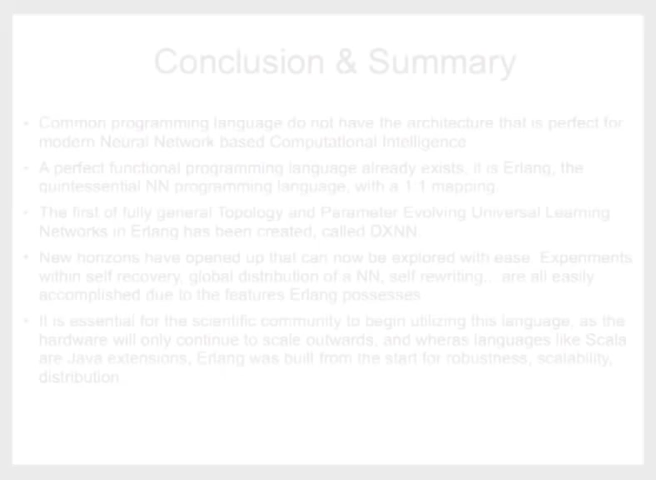 Conclusion & Summary
• Common programming language do not have the architecture that is perfect for
modern Neural Network based Computational Intelligence
• A perfect functional programming language already exists, it is Erlang, the
quintessential NN programming language, with a 1:1 mapping.
• The first of fully general Topology and Parameter Evolving Universal Learning
Networks in Erlang has been created, called DXNN.
• New horizons have opened up that can now be explored with ease. Experiments
within self recovery, global distribution of a NN, self rewriting... are all easily
accomplished due to the features Erlang possesses
• It is essential for the scientific community to begin utilizing this language, as the
hardware will only continue to scale outwards, and wheras languages like Scala
are Java extensions, Erlang was built from the start for robustness, scalability,
distribution